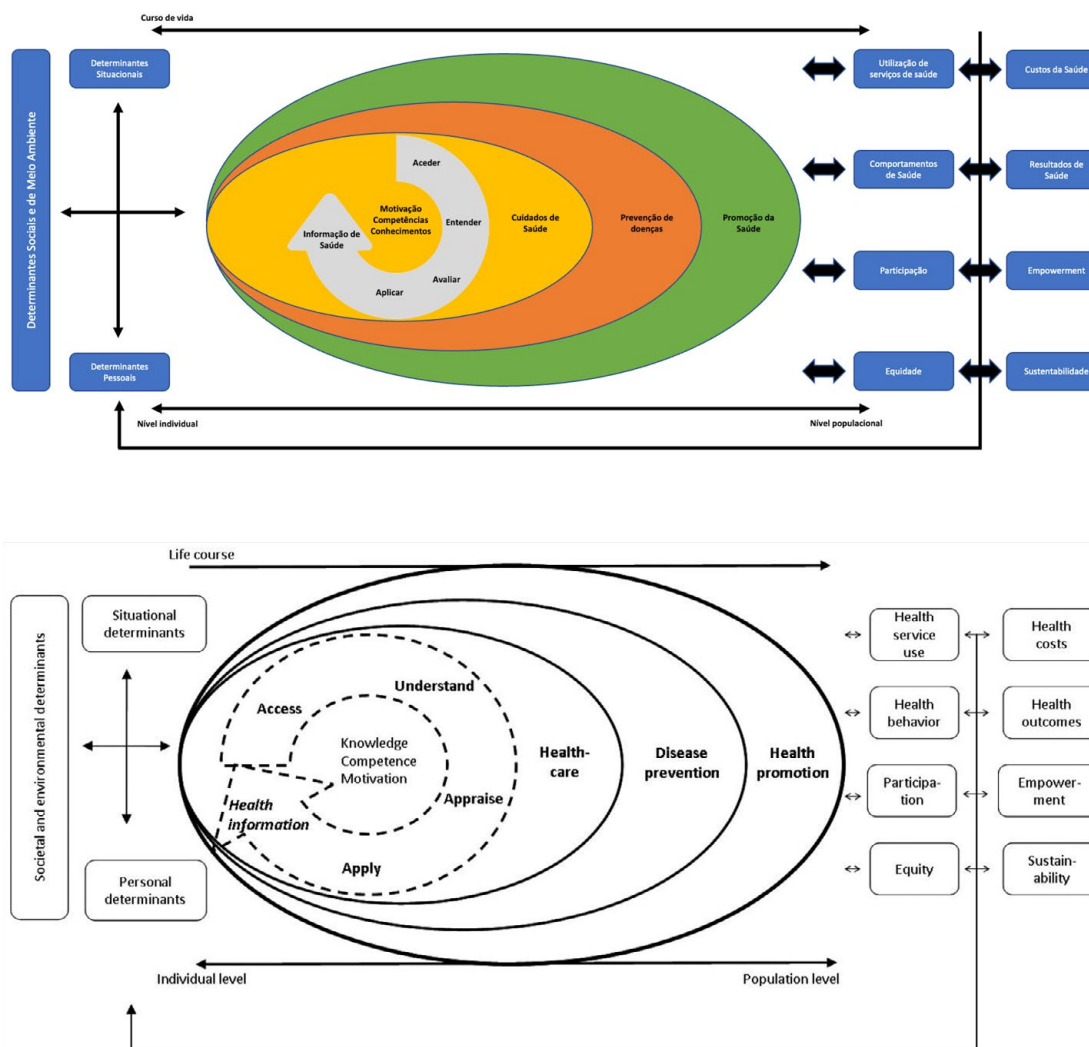 Curso de vida
Determinantes Sociais e de Meio Ambiente
Determinantes
Situacionais
Determinantes
Pessoais
Aceder
Entender
Avaliar
Aplicar
Informação de
Saúde
Motivação
Competências
Conhecimentos
Cuidados de
Saúde
Prevenção de
doenças
Promoção da
Saúde
Utilização de
serviços de saúde
Custos da Saúde
Comportamentos
de Saúde
Resultados de
Saúde
Participação
Empowerment
Equidade
Sustentabilidade
Nível individual
Nível populacional
Life course
Societal and environmental determinants
Situational
determinants
Personal
determinants
Access
Understand
Appraise
Apply
Health
information
Knowledge
Competence
Motivation
Health-
care
Disease
prevention
Health
promotion
Health
service
use
Health
costs
Health
behavior
Health
outcomes
Participa-
tion
Empower-
ment
Equity
Sustain-
ability
Individual level
Population level